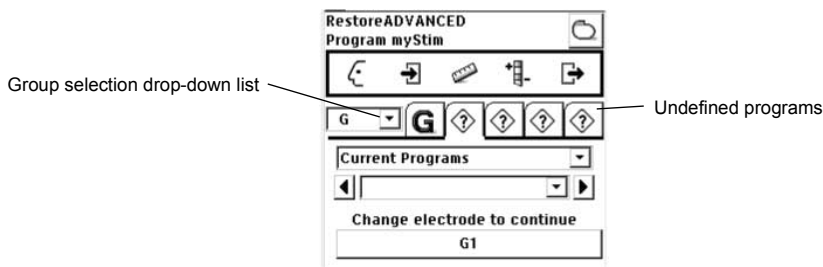 RestoreADVANCED
Program myStim
Group selection drop-down list
Undefined programs
G G ? ? ? ?
Current Programs
Change electrode to continue
G1